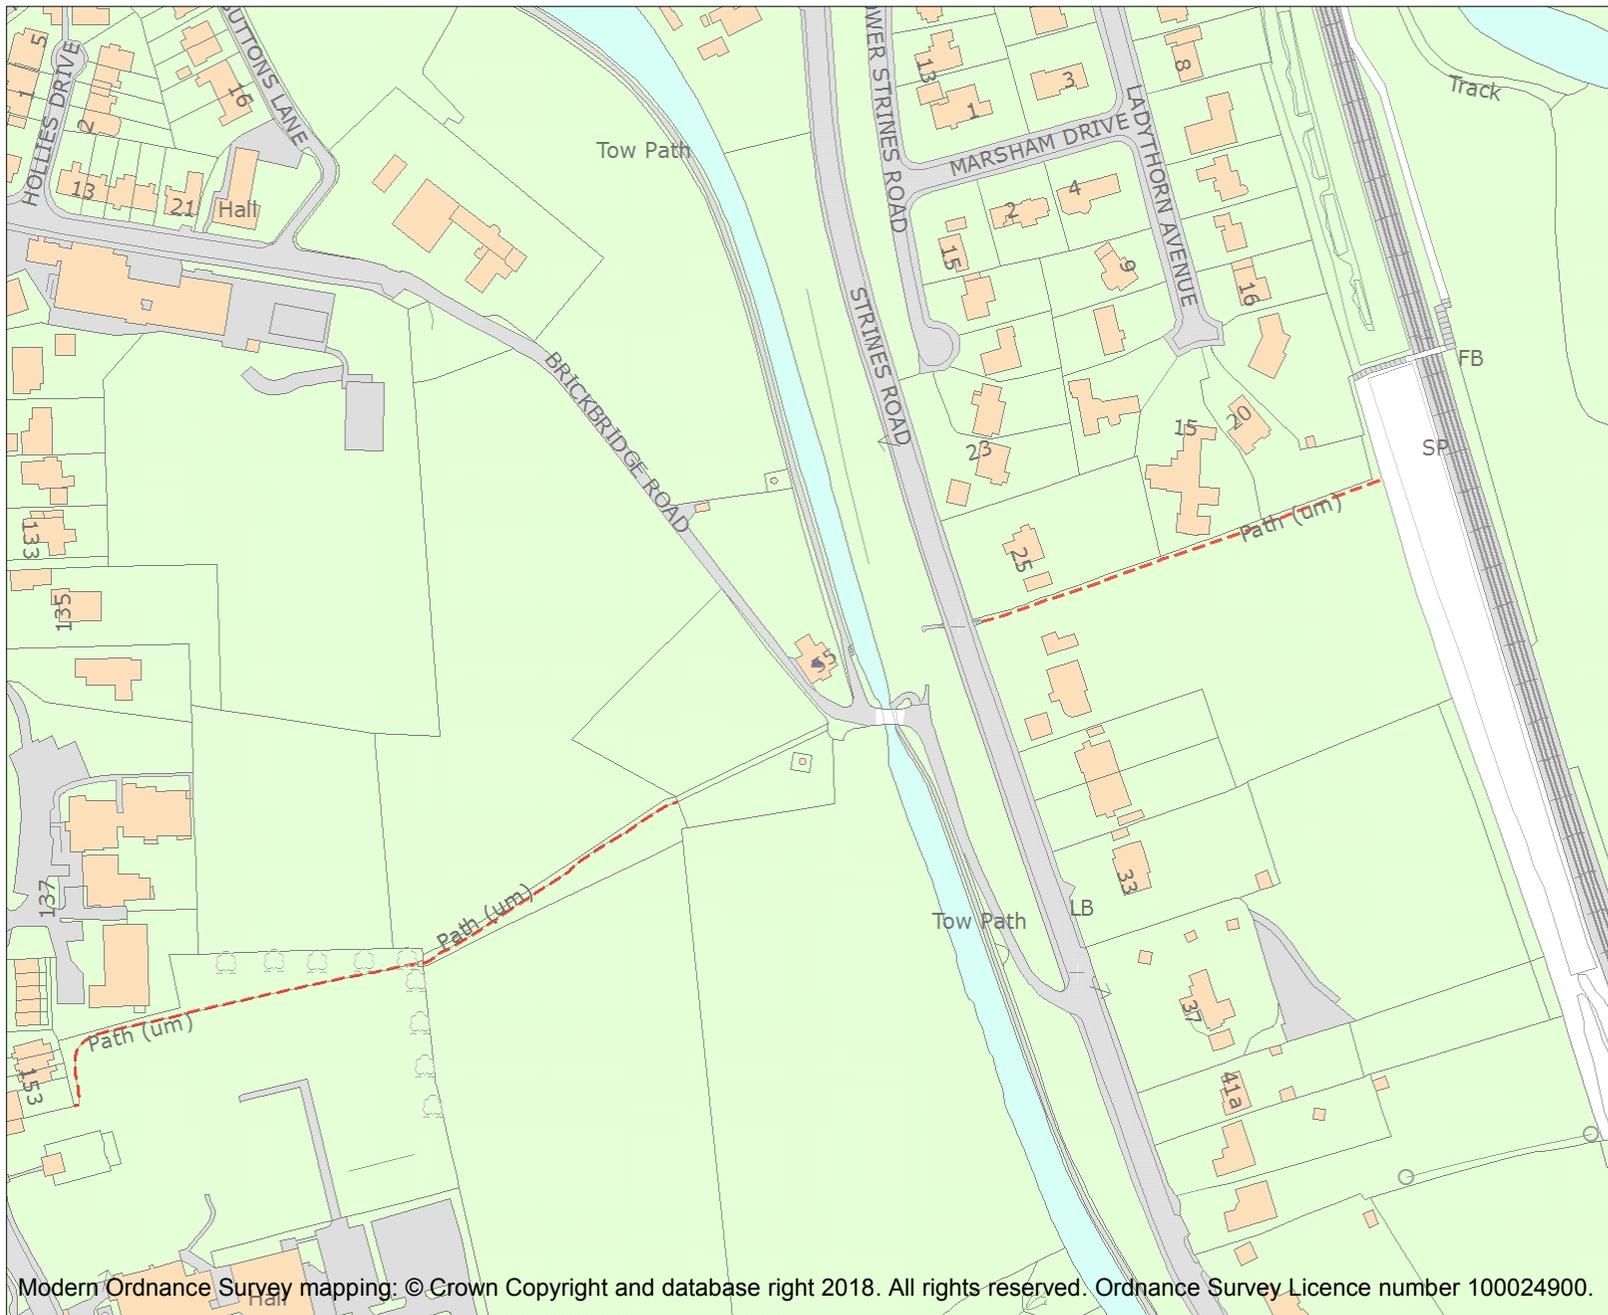 HOLLIES DRIVE
5
1
2
16
13
21
Hall
Tow Path
13
1
3
8
Track
MARSHAM DRIVE
LADYTHORN AVENUE
2
4
15
9
16
STRINES ROAD
BRICKBRIDGE ROAD
FB
SP
23
15
20
25
Path (um)
133
135
55
137
Path (um)
Path (um)
153
Tow Path
LB
33
37
41a
Hall
Modern Ordnance Survey mapping: © Crown Copyright and database right 2018. All rights reserved. Ordnance Survey Licence number 100024900.